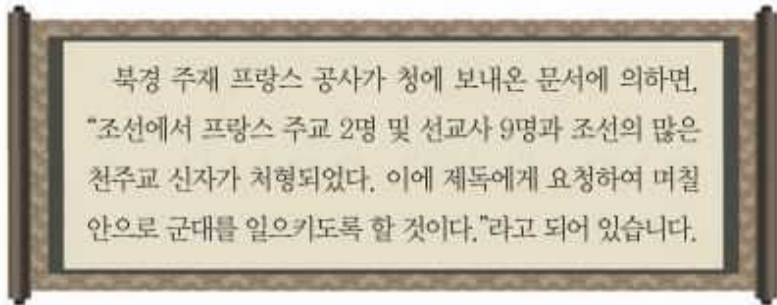 북경 주재 프랑스 공사가 청에 보내온 문서에 의하면,
"조선에서 프랑스 주교 2명 및 선교사 9명과 조선의 많은
천주교 신자가 처형되었다. 이에 제독에게 요청하여 며칠
안으로 군대를 일으키도록 할 것이다."라고 되어 있습니다.